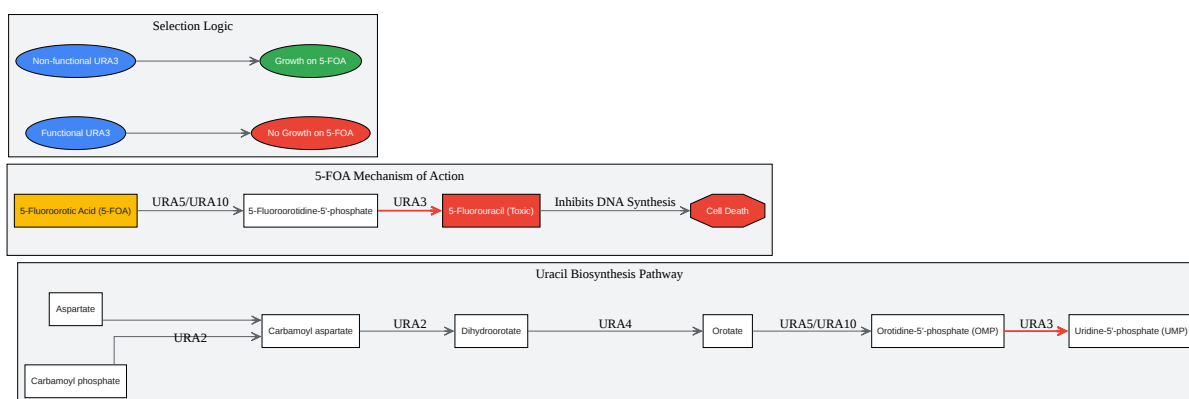 Selection Logic
Non-functional URA3
Growth on 5-FOA
Functional URA3
No Growth on 5-FOA
5-FOA Mechanism of Action
5-Fluoroorotic Acid (5-FOA)
URA5/URA10
5-Fluoroorotidine-5'-phosphate
URA3
5-Fluorouracil (Toxic)
Inhibits DNA Synthesis
Cell Death
Uracil Biosynthesis Pathway
Aspartate
Carbamoyl phosphate
URA2
Carbamoyl aspartate
URA2
Dihydroorotate
URA4
Orotate
URA5/URA10
Orotidine-5'-phosphate (OMP)
URA3
Uridine-5'-phosphate (UMP)